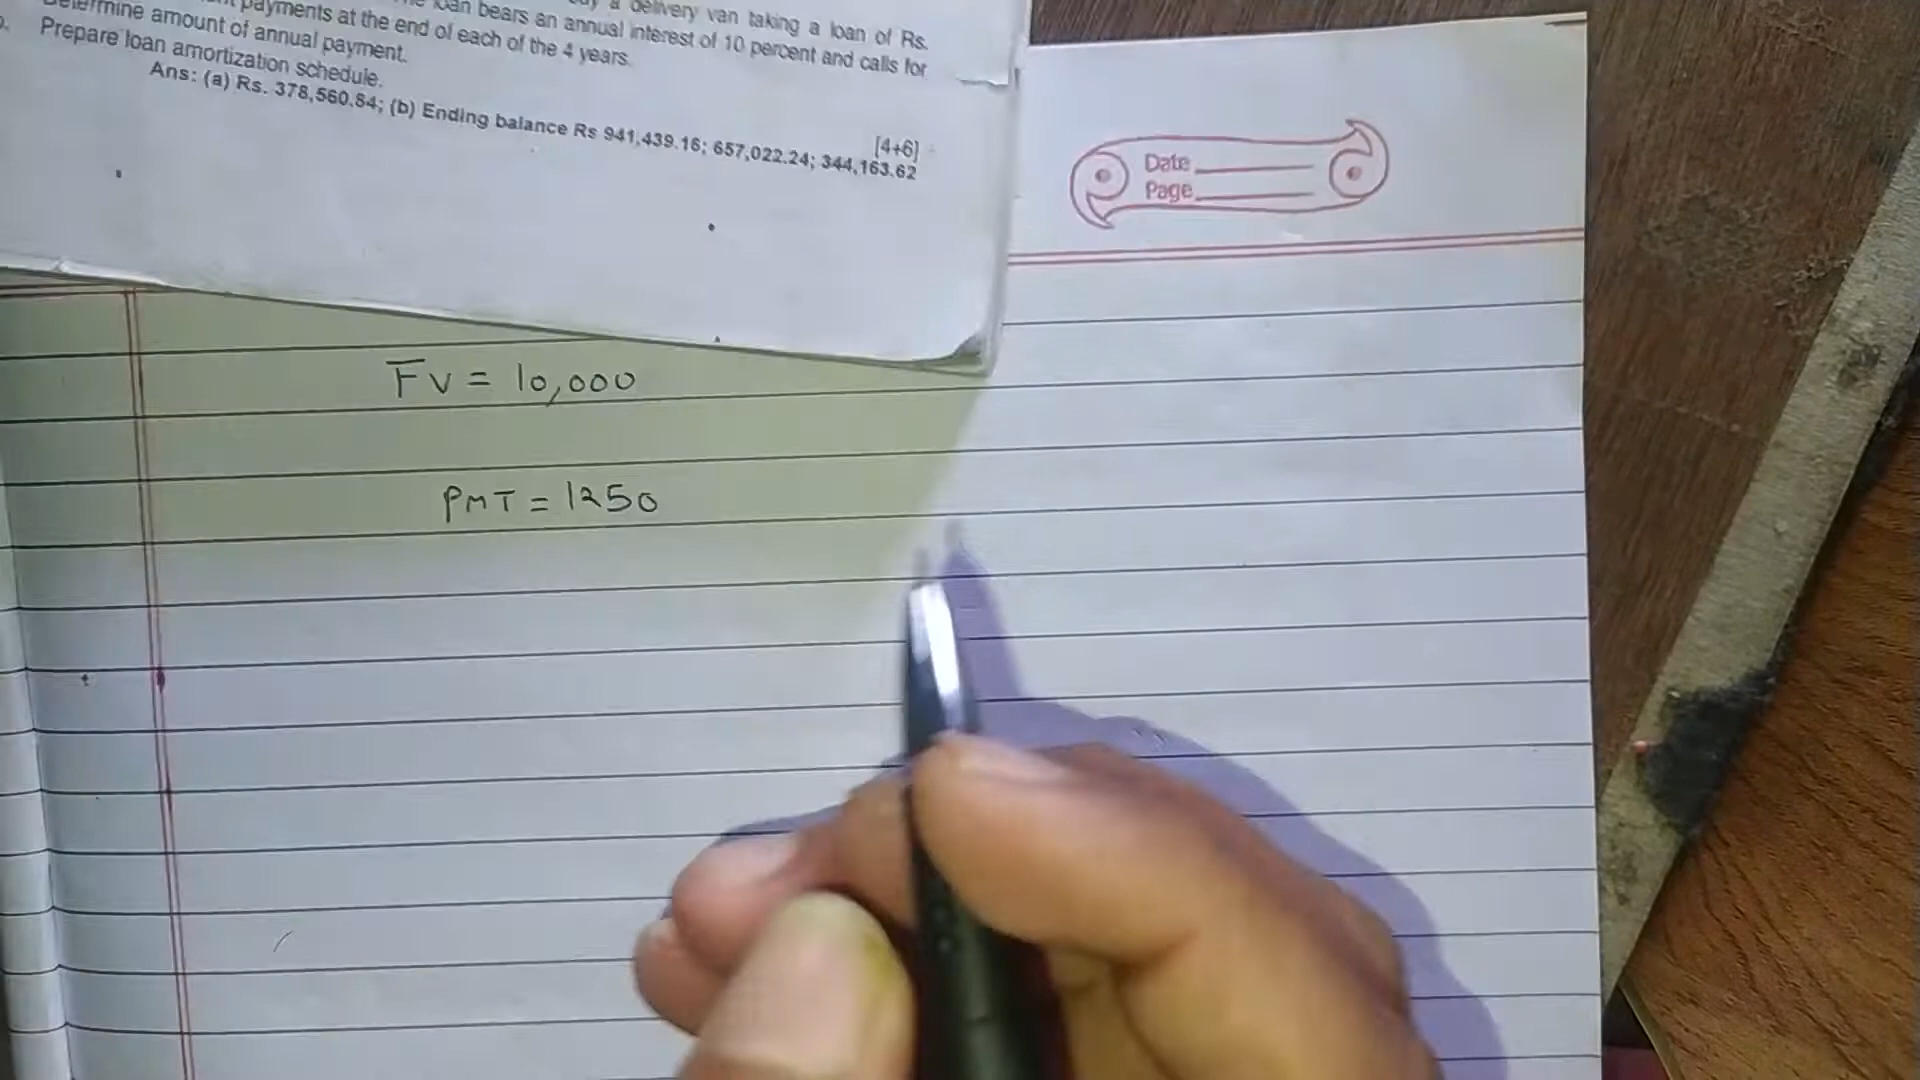 a delivery van taking a loan of Rs.
loan bears an annual interest of 10 percent and calls for
payments at the end of each of the 4 years.
Determine amount of annual payment.
Prepare loan amortization schedule.
[4+6]
Ans: (a) Rs. 378,560.84; (b) Ending balance Rs 941,439.16; 657,022.24; 344,163.62
Date
Page
FV = 10,000
PMT = 1250